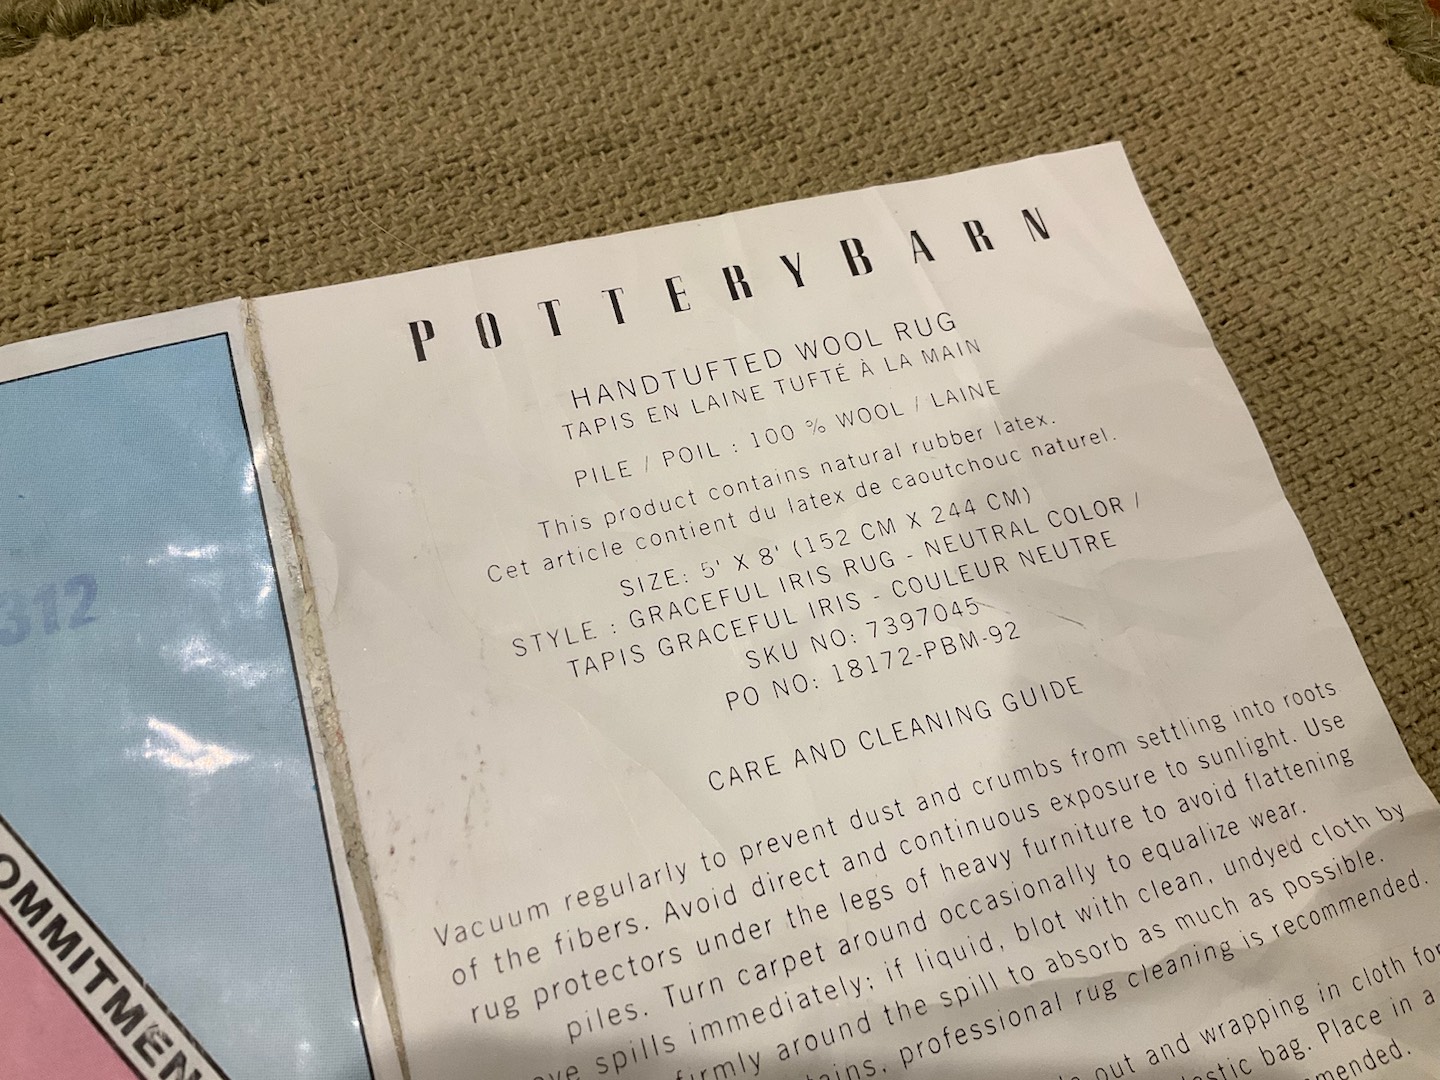 POTTERYBARN
HANDTUFTED WOOL RUG
TAPIS EN LAINE TUFTÉ À LA MAIN
PILE / POIL : 100 % WOOL / LAINE
This product contains natural rubber latex.
Cet article contient du latex de caoutchouc naturel.
SIZE: 5' X 8' (152 CM X 244 CM)
STYLE : GRACEFUL IRIS RUG - NEUTRAL COLOR /
TAPIS GRACEFUL IRIS - COULEUR NEUTRE
SKU NO: 7397045
PO NO: 18172-PBM-92
CARE AND CLEANING GUIDE
Vacuum regularly to prevent dust and crumbs from settling into roots
of the fibers. Avoid direct and continuous exposure to sunlight. Use
rug protectors under the legs of heavy furniture to avoid flattening
piles. Turn carpet around occasionally to equalize wear.
spills immediately; if liquid, blot with clean, undyed cloth by
around the spill to absorb as much as possible.
professional rug cleaning is recommended.
out and wrapping in cloth for
bag. Place in a
312
OMMITMEN